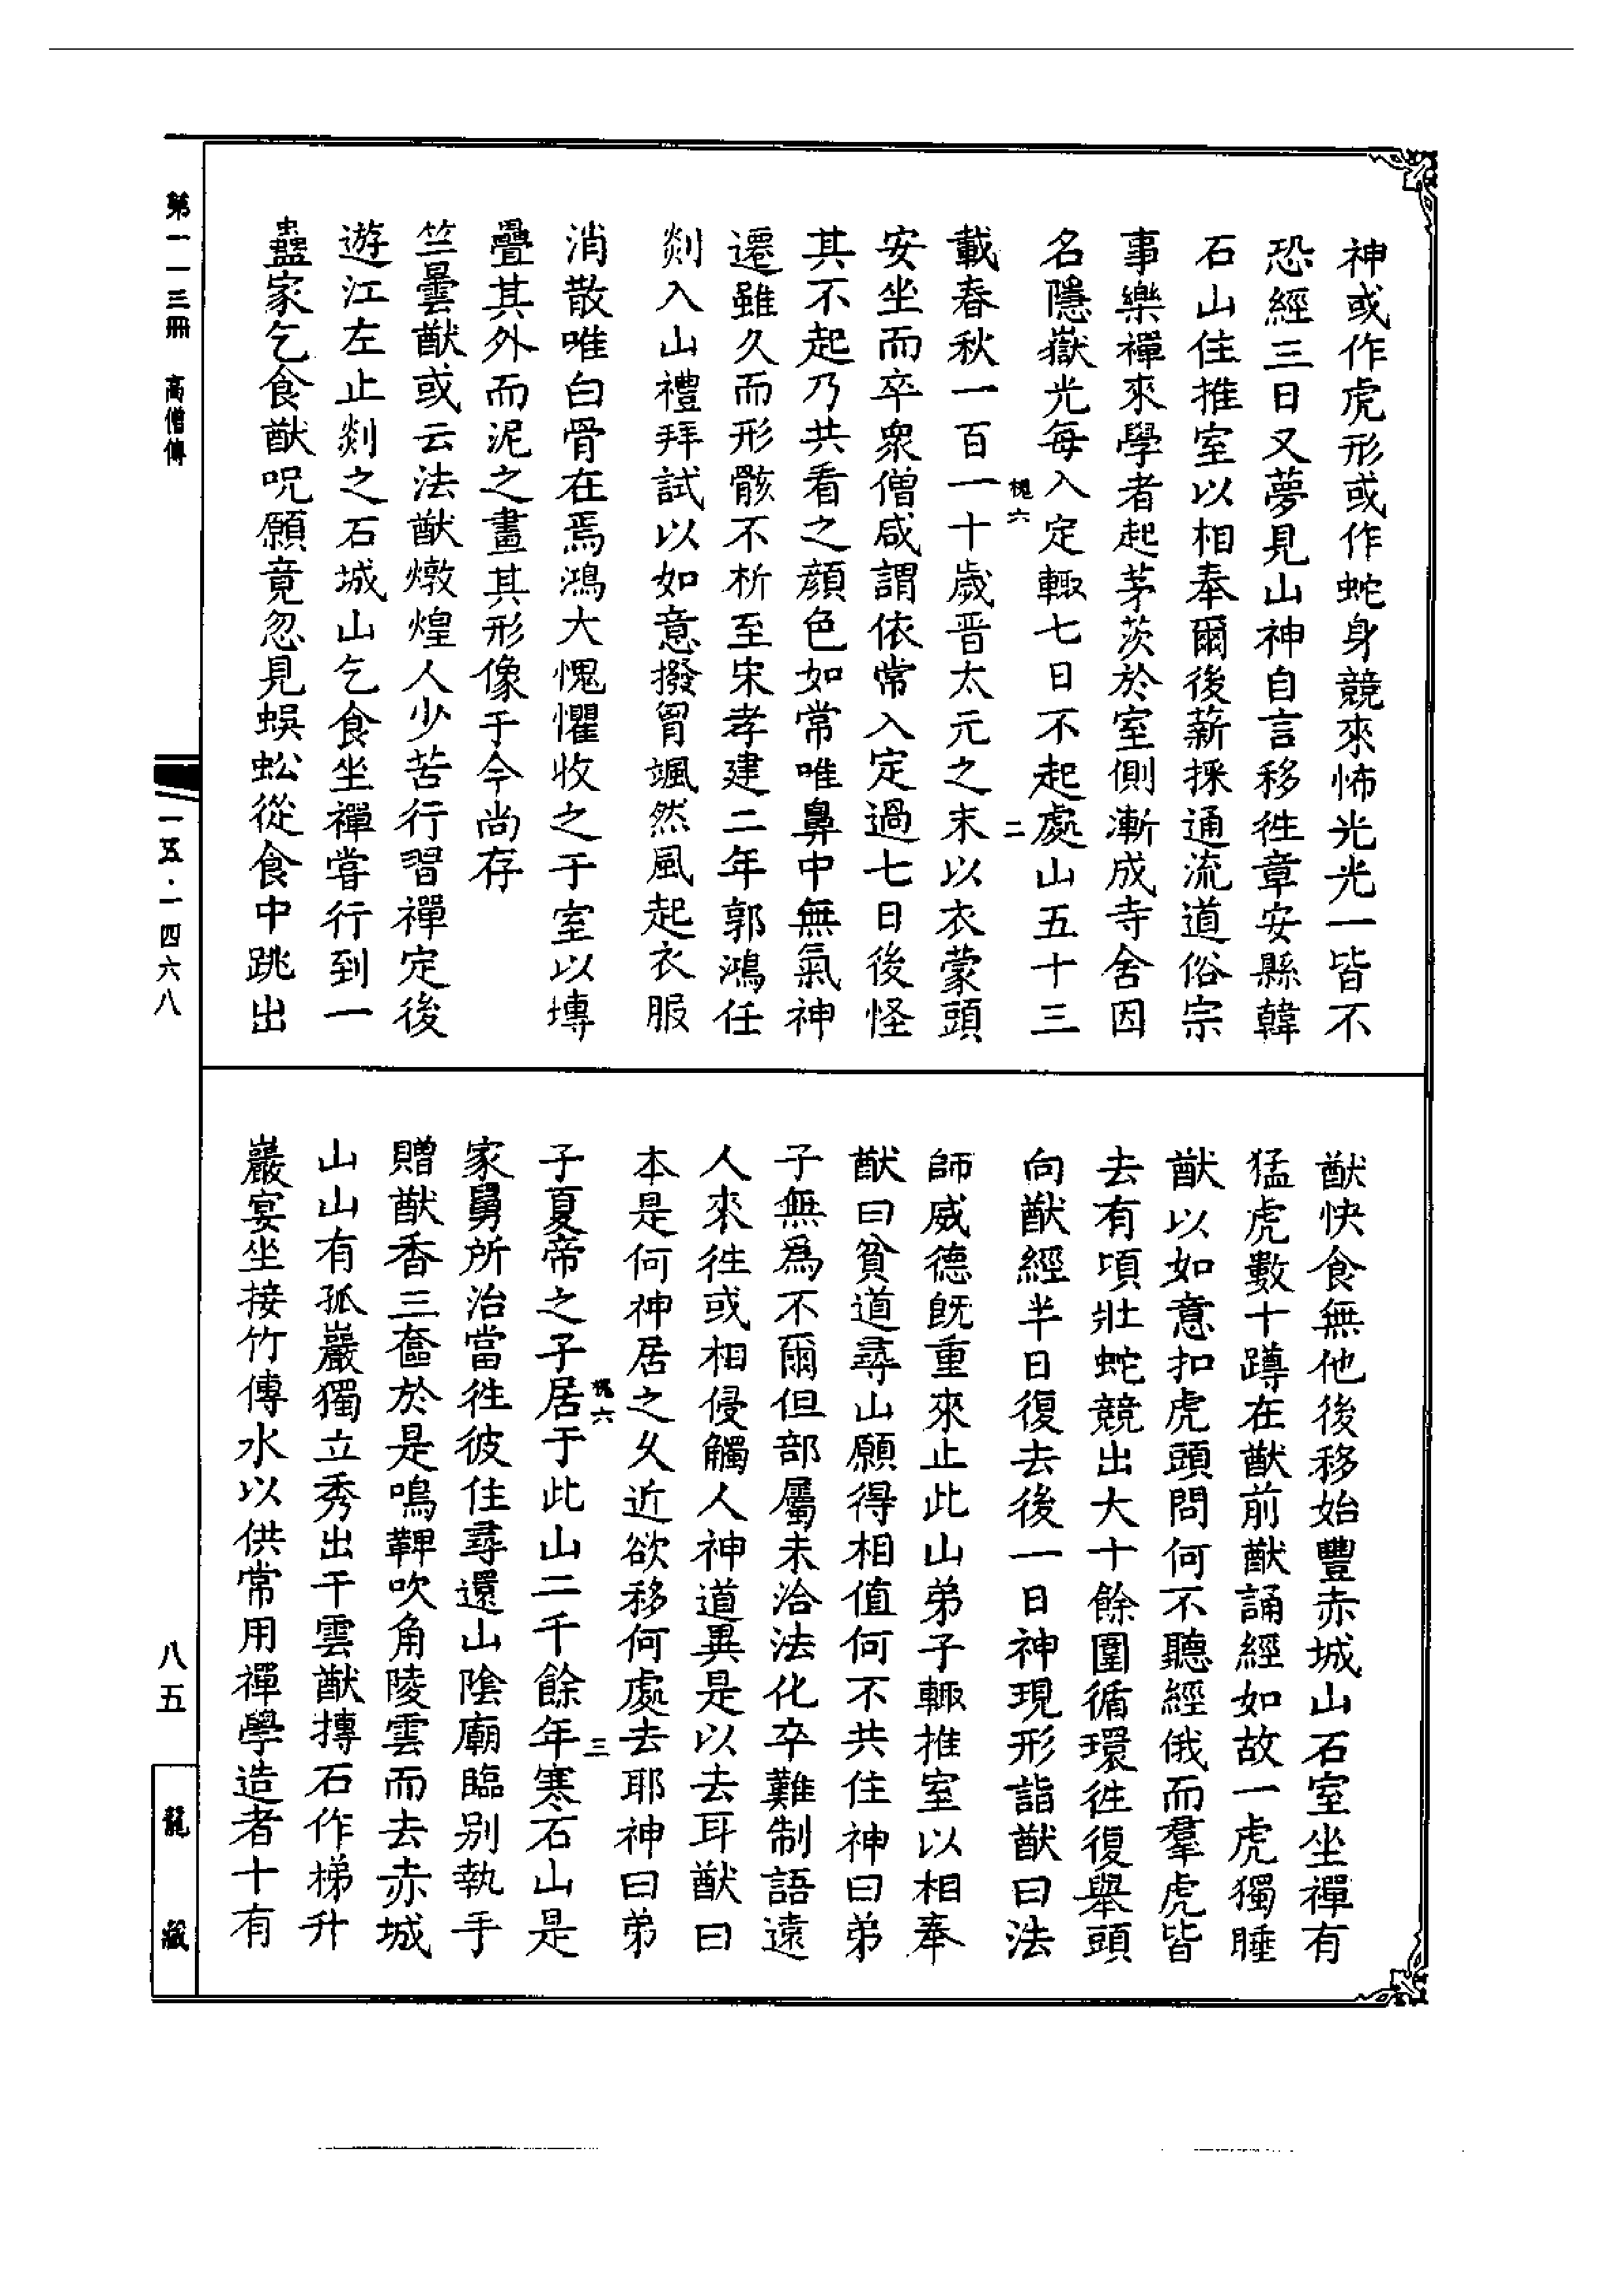 神或作虎形或作蛇身競來怖光光一皆不
恐經三日又夢見山神自言移徃章安縣韓
石山住推室以相奉爾後薪採通流道俗宗
事樂禪來學者起茅茨於室側漸成寺舍因
名隱嶽光每入定輒七日不起處山五十三
槐六
二
載春秋一百一十歲晉太元之末以衣蒙頭
安坐而卒衆僧咸謂依常入定過七日後怪
其不起乃共看之顔色如常唯鼻中無氣神
遷雖久而形骸不朽至宋孝建二年郭鴻任
剡入山禮拜試以如意撥胷颯然風起衣服
消散唯白骨在焉鴻大愧懼收之于室以塼
疊其外而泥之畫其形像于今尚存
竺曇猷或云法猷燉煌人少苦行習禪定後
遊江左止剡之石城山乞食坐禪嘗行到一
蠱家乞食猷呪願竟忽見蜈蚣從食中跳出
猷快食無他後移始豐赤城山石室坐禪有
猛虎數十蹲在猷前猷誦經如故一虎獨睡
猷以如意扣虎頭問何不聽經俄而羣虎皆
去有頃壯蛇競出大十餘圍循環徃復舉頭
向猷經半日復去後一日神現形詣猷曰法
師威德旣重來止此山弟子輒推室以相奉
猷曰貧道尋山願得相值何不共住神曰弟
子無爲不爾但部屬未洽法化卒難制語遠
人來徃或相侵觸人神道異是以去耳猷曰
本是何神居之乆近欲移何處去耶神曰弟
槐六
三
子夏帝之子居于此山二千餘年寒石山是
家舅所治當徃彼住尋還山陰廟臨别執手
贈猷香三奩於是鳴鞞吹角陵雲而去赤城
山山有孤巖獨立秀出干雲猷摶石作梯升
巖宴坐接竹傳水以供常用禪學造者十有
第一一三冊　高僧傳
一五·一四六八
八五
龍藏